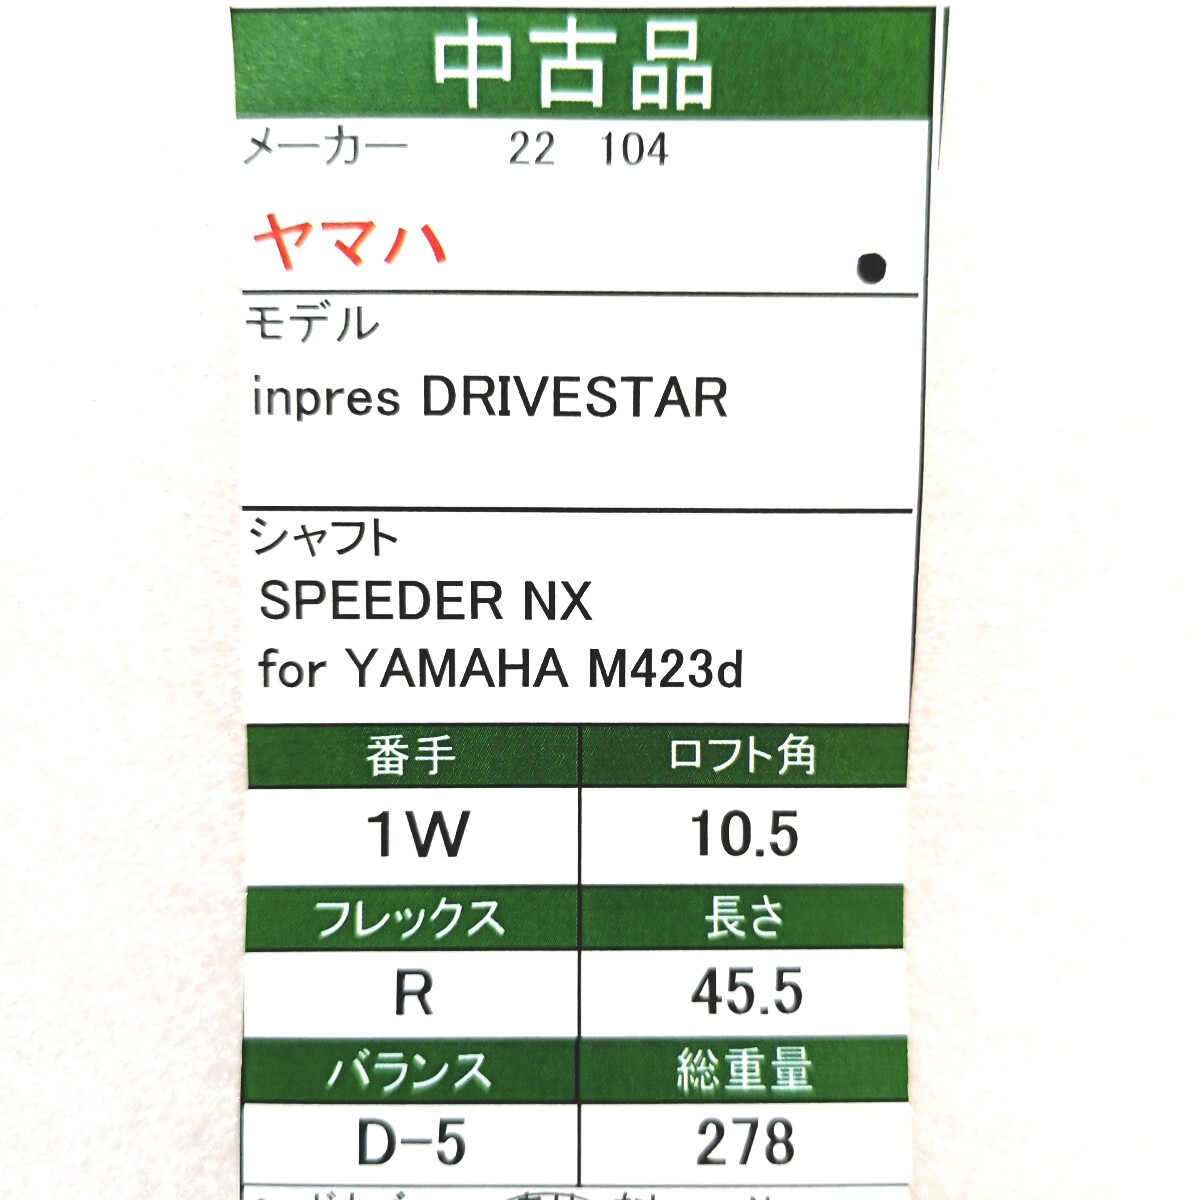 中古品
メーカー 22 104
ヤマハ
モデル
inpres DRIVESTAR
シャフト
SPEEDER NX
for YAMAHA M423d
番手 ロフト角
1W 10.5
フレックス 長さ
R 45.5
バランス 総重量
D-5 278